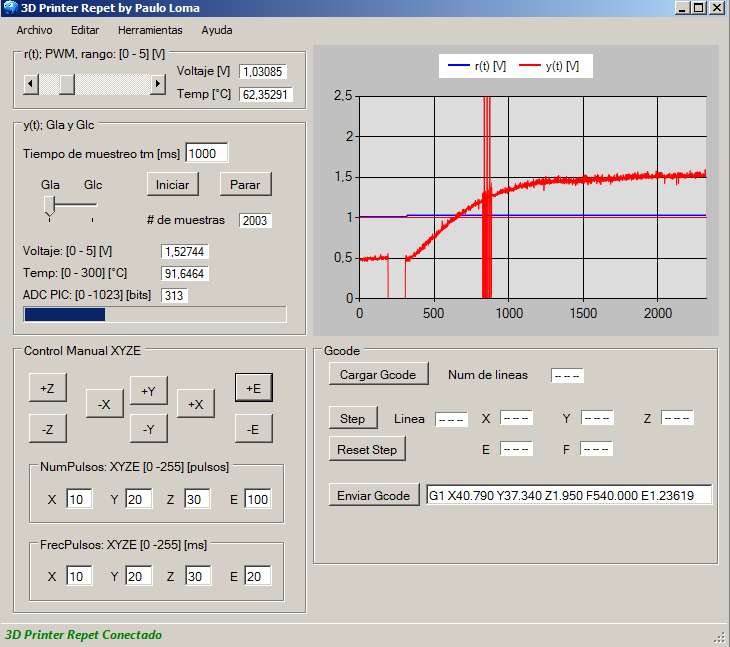 3D Printer Repet by Paulo Loma
Archivo Editar Herramientas Ayuda
r(t); PWM, rango: [0 - 5] [V]
Voltaje [V] 1,03085
Temp [°C] 62,35291
y(t); Gla y Glc
Tiempo de muestreo tm [ms] 1000
Gla Glc Iniciar Parar
# de muestras 2003
Voltaje: [0 - 5] [V] 1,52744
Temp: [0 - 300] [°C] 91,6464
ADC PIC: [0 -1023] [bits] 313
r(t) [V] y(t) [V]
2,5
2
1,5
1
0,5
0
0 500 1000 1500 2000
Control Manual XYZE
+Z +Y +E
-X +X
-Z -Y -E
NumPulsos: XYZE [0 -255] [pulsos]
X 10 Y 20 Z 30 E 100
FrecPulsos: XYZE [0 -255] [ms]
X 10 Y 20 Z 30 E 20
Gcode
Cargar Gcode Num de lineas -- -- --
Step Linea -- -- -- X -- -- -- Y -- -- -- Z -- -- --
Reset Step E -- -- -- F -- -- --
Enviar Gcode G1 X40.790 Y37.340 Z1.950 F540.000 E1.23619
3D Printer Repet Conectado